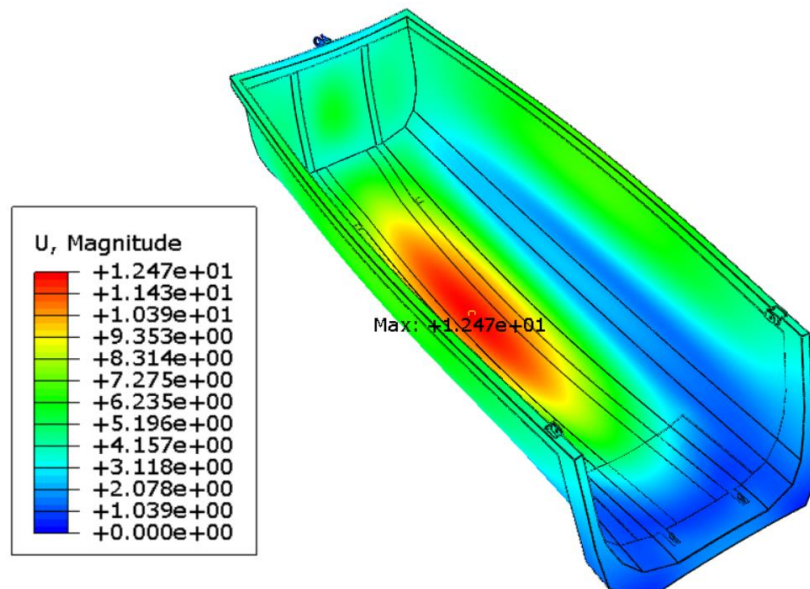 U, Magnitude
+1.247e+01
+1.143e+01
+1.039e+01
+9.353e+00
+8.314e+00
+7.275e+00
+6.235e+00
+5.196e+00
+4.157e+00
+3.118e+00
+2.078e+00
+1.039e+00
+0.000e+00
Max: +1.247e+01